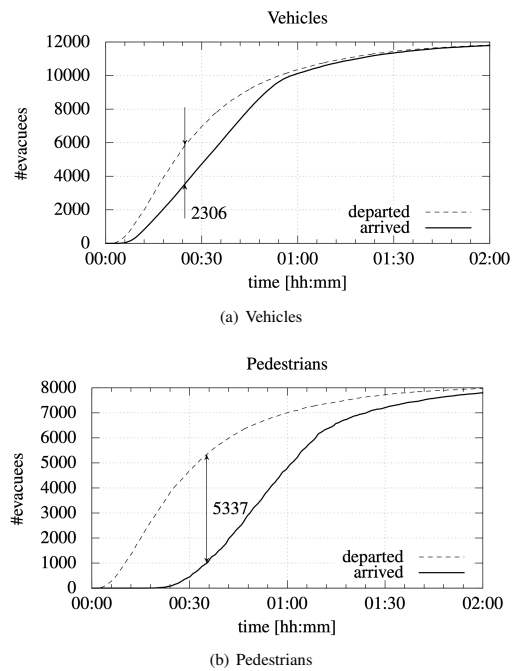 Vehicles
12000
10000
8000
6000
4000
2000
0
#evacuees
2306
departed
arrived
00:00 00:30 01:00 01:30 02:00
time [hh:mm]
(a) Vehicles
Pedestrians
8000
7000
6000
5000
4000
3000
2000
1000
0
#evacuees
5337
departed
arrived
00:00 00:30 01:00 01:30 02:00
time [hh:mm]
(b) Pedestrians